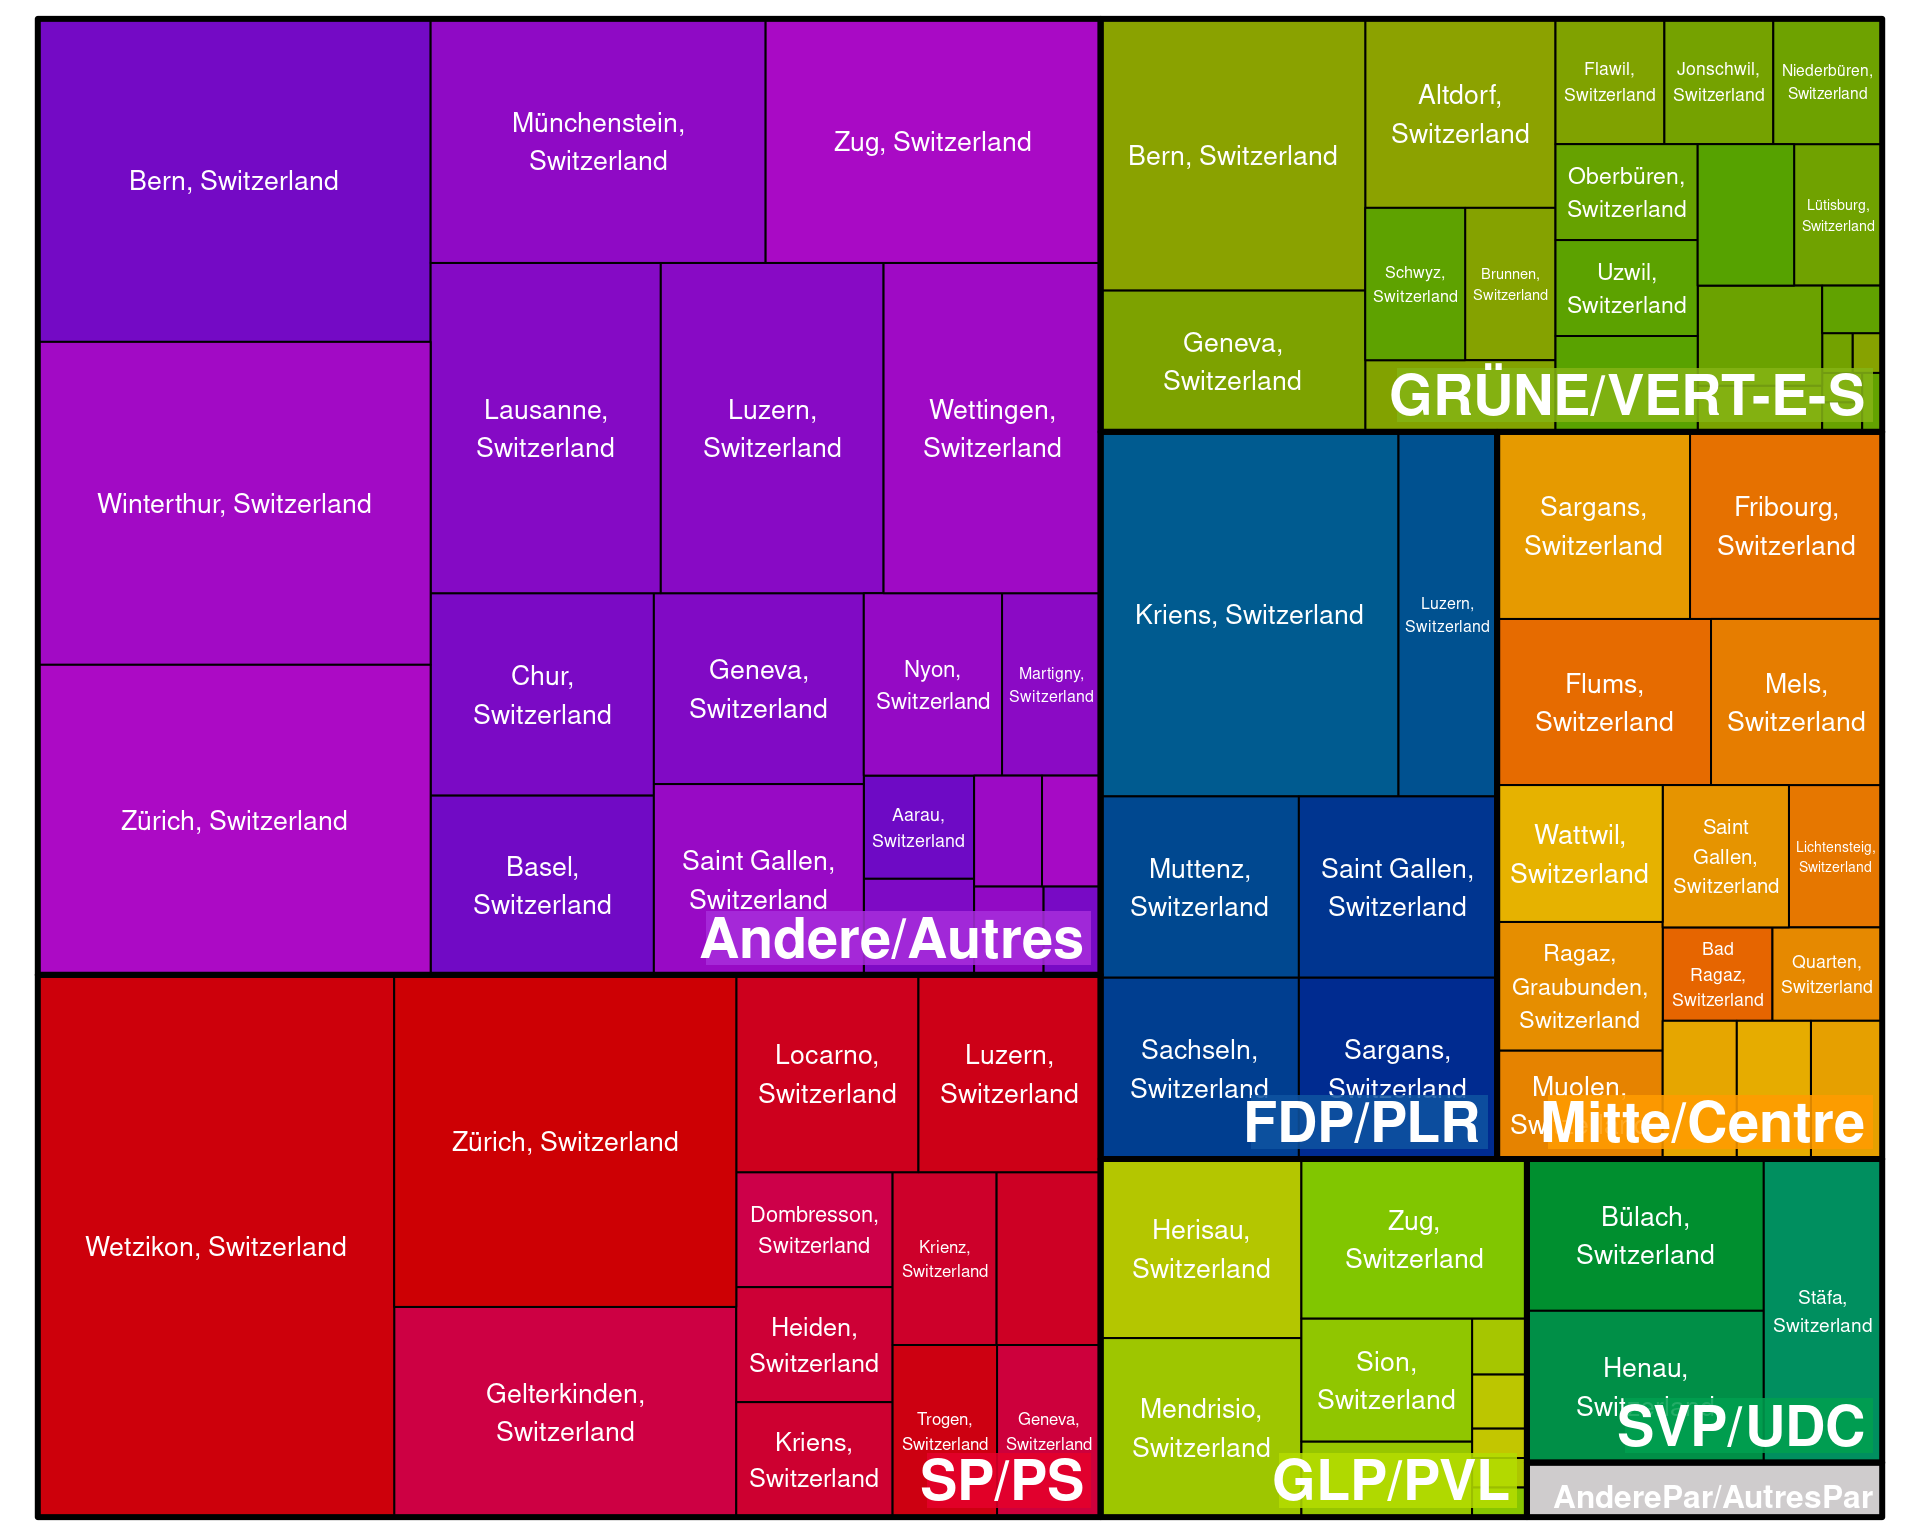 Bern, Switzerland
Winterthur, Switzerland
Zürich, Switzerland
Münchenstein,
Switzerland
Zug, Switzerland
Lausanne,
Switzerland
Luzern,
Switzerland
Wettingen,
Switzerland
Chur,
Switzerland
Geneva,
Switzerland
Nyon,
Switzerland
Martigny,
Switzerland
Basel,
Switzerland
Saint Gallen,
Switzerland
Aarau,
Switzerland
Andere/Autres
Wetzikon, Switzerland
Zürich, Switzerland
Gelterkinden,
Switzerland
Locarno,
Switzerland
Luzern,
Switzerland
Dombresson,
Switzerland
Krienz,
Switzerland
Heiden,
Switzerland
Kriens,
Switzerland
Trogen,
Switzerland
Geneva,
Switzerland
SP/PS
Bern, Switzerland
Geneva,
Switzerland
Altdorf,
Switzerland
Schwyz,
Switzerland
Brunnen,
Switzerland
Flawil,
Switzerland
Jonschwil,
Switzerland
Niederbüren,
Switzerland
Oberbüren,
Switzerland
Lütisburg,
Switzerland
Uzwil,
Switzerland
GRÜNE/VERT-E-S
Kriens, Switzerland
Luzern,
Switzerland
Muttenz,
Switzerland
Saint Gallen,
Switzerland
Sachseln,
Switzerland
Sargans,
Switzerland
FDP/PLR
Sargans,
Switzerland
Fribourg,
Switzerland
Flums,
Switzerland
Mels,
Switzerland
Wattwil,
Switzerland
Saint
Gallen,
Switzerland
Lichtensteig,
Switzerland
Ragaz,
Graubunden,
Switzerland
Bad
Ragaz,
Switzerland
Quarten,
Switzerland
Muolen,
Mitte/Centre
Herisau,
Switzerland
Zug,
Switzerland
Mendrisio,
Switzerland
Sion,
Switzerland
GLP/PVL
Bülach,
Switzerland
Stäfa,
Switzerland
Henau,
Switzerland
SVP/UDC
AnderePar/AutresPar